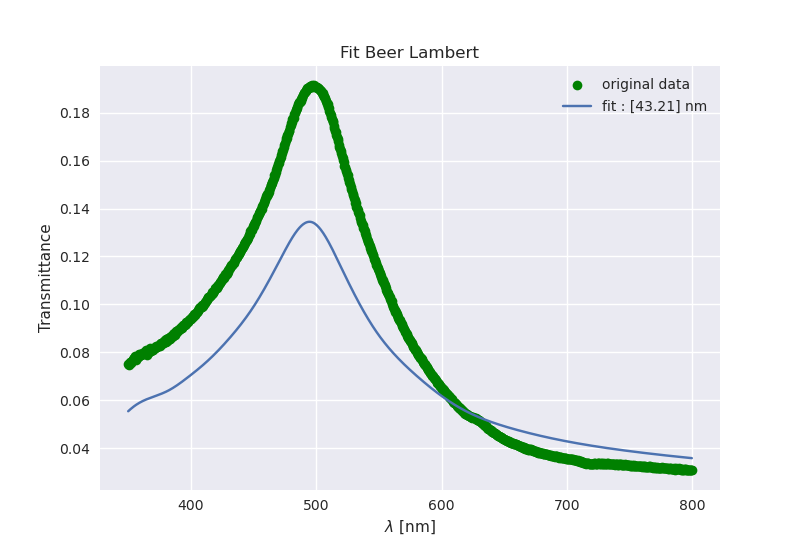 Fit Beer Lambert
original data
fit : [43.21] nm
Transmittance
0.18
0.16
0.14
0.12
0.10
0.08
0.06
0.04
400 500 600 700 800
λ [nm]